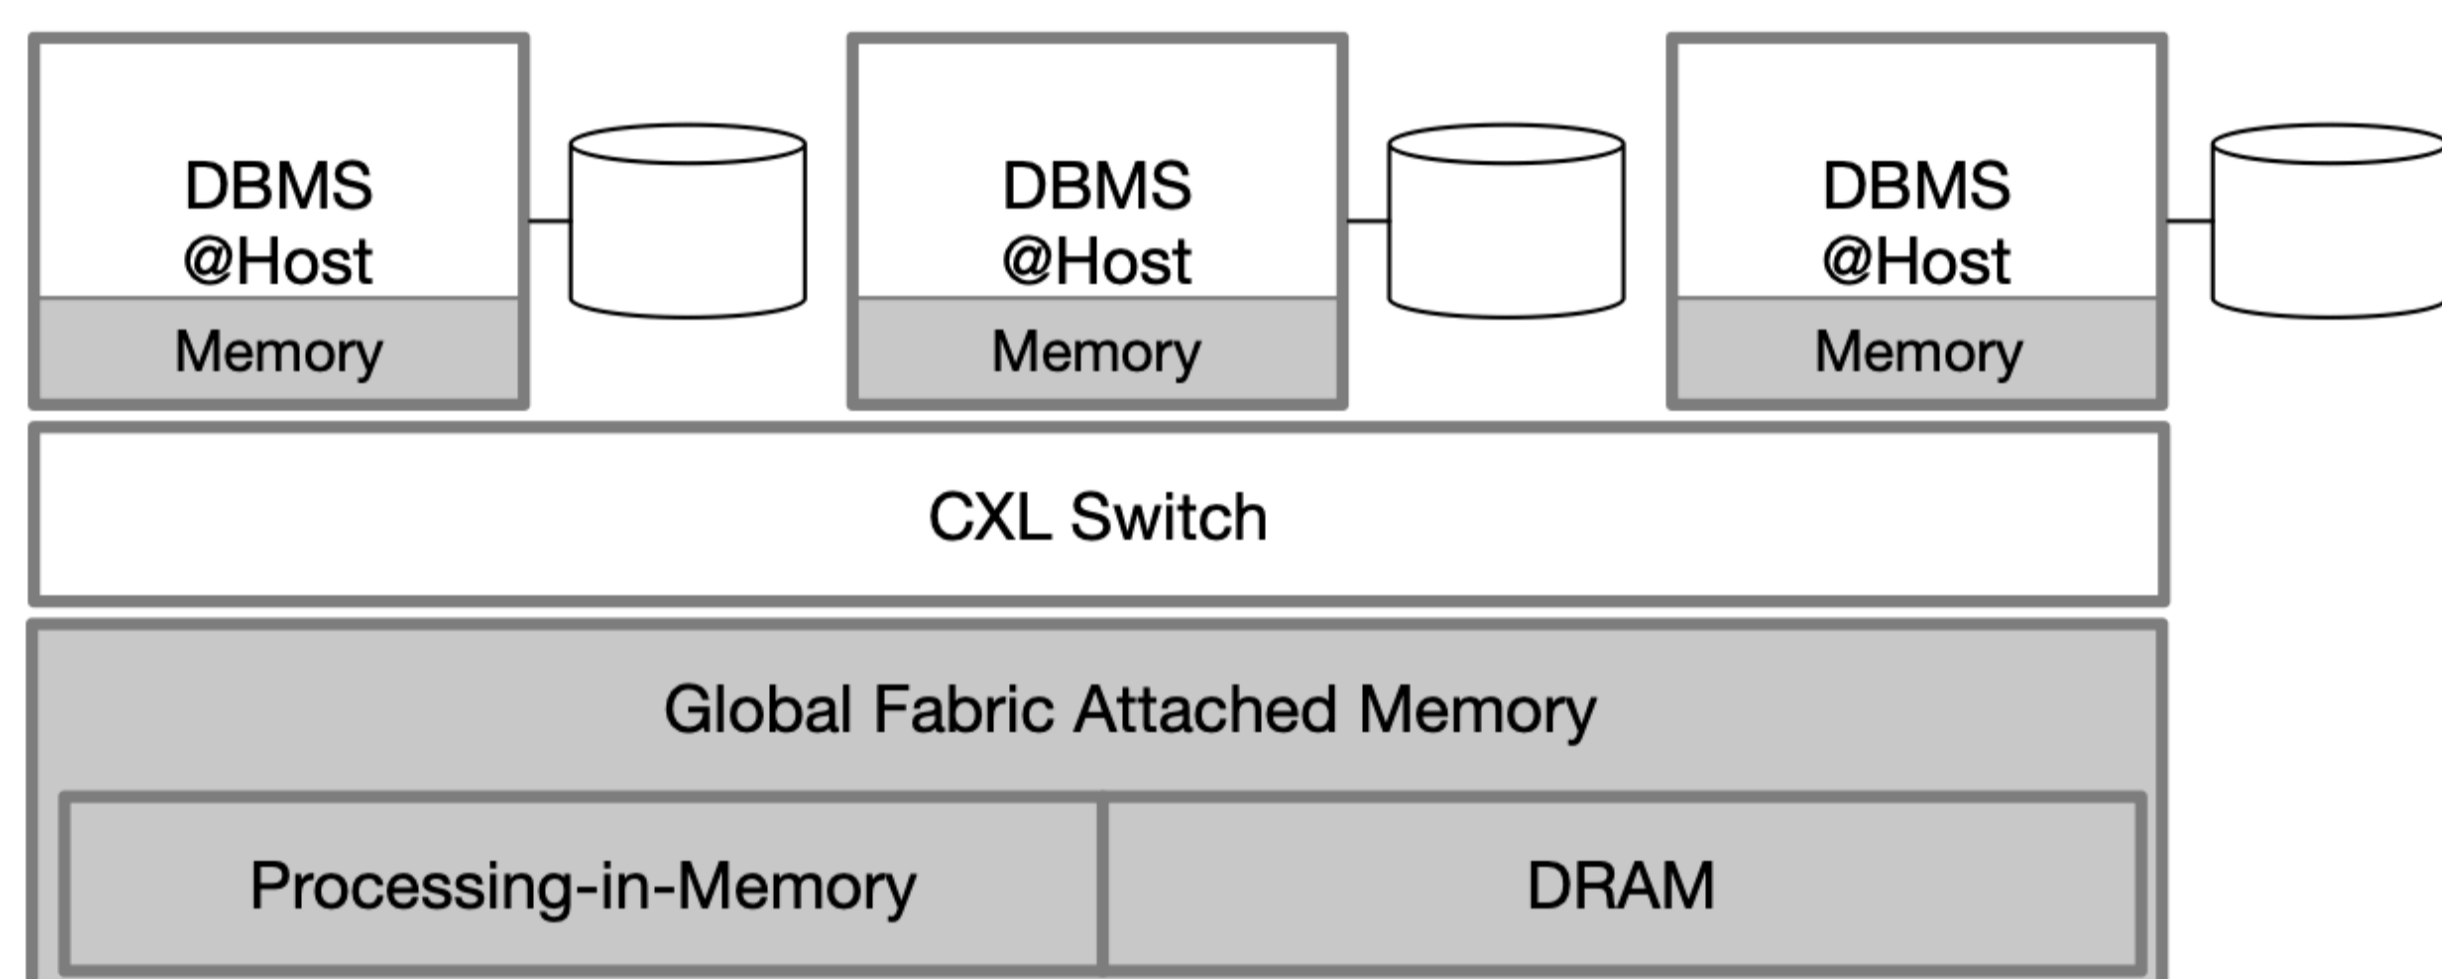 DBMS
@Host
Memory
DBMS
@Host
Memory
DBMS
@Host
Memory
CXL Switch
Global Fabric Attached Memory
Processing-in-Memory
DRAM